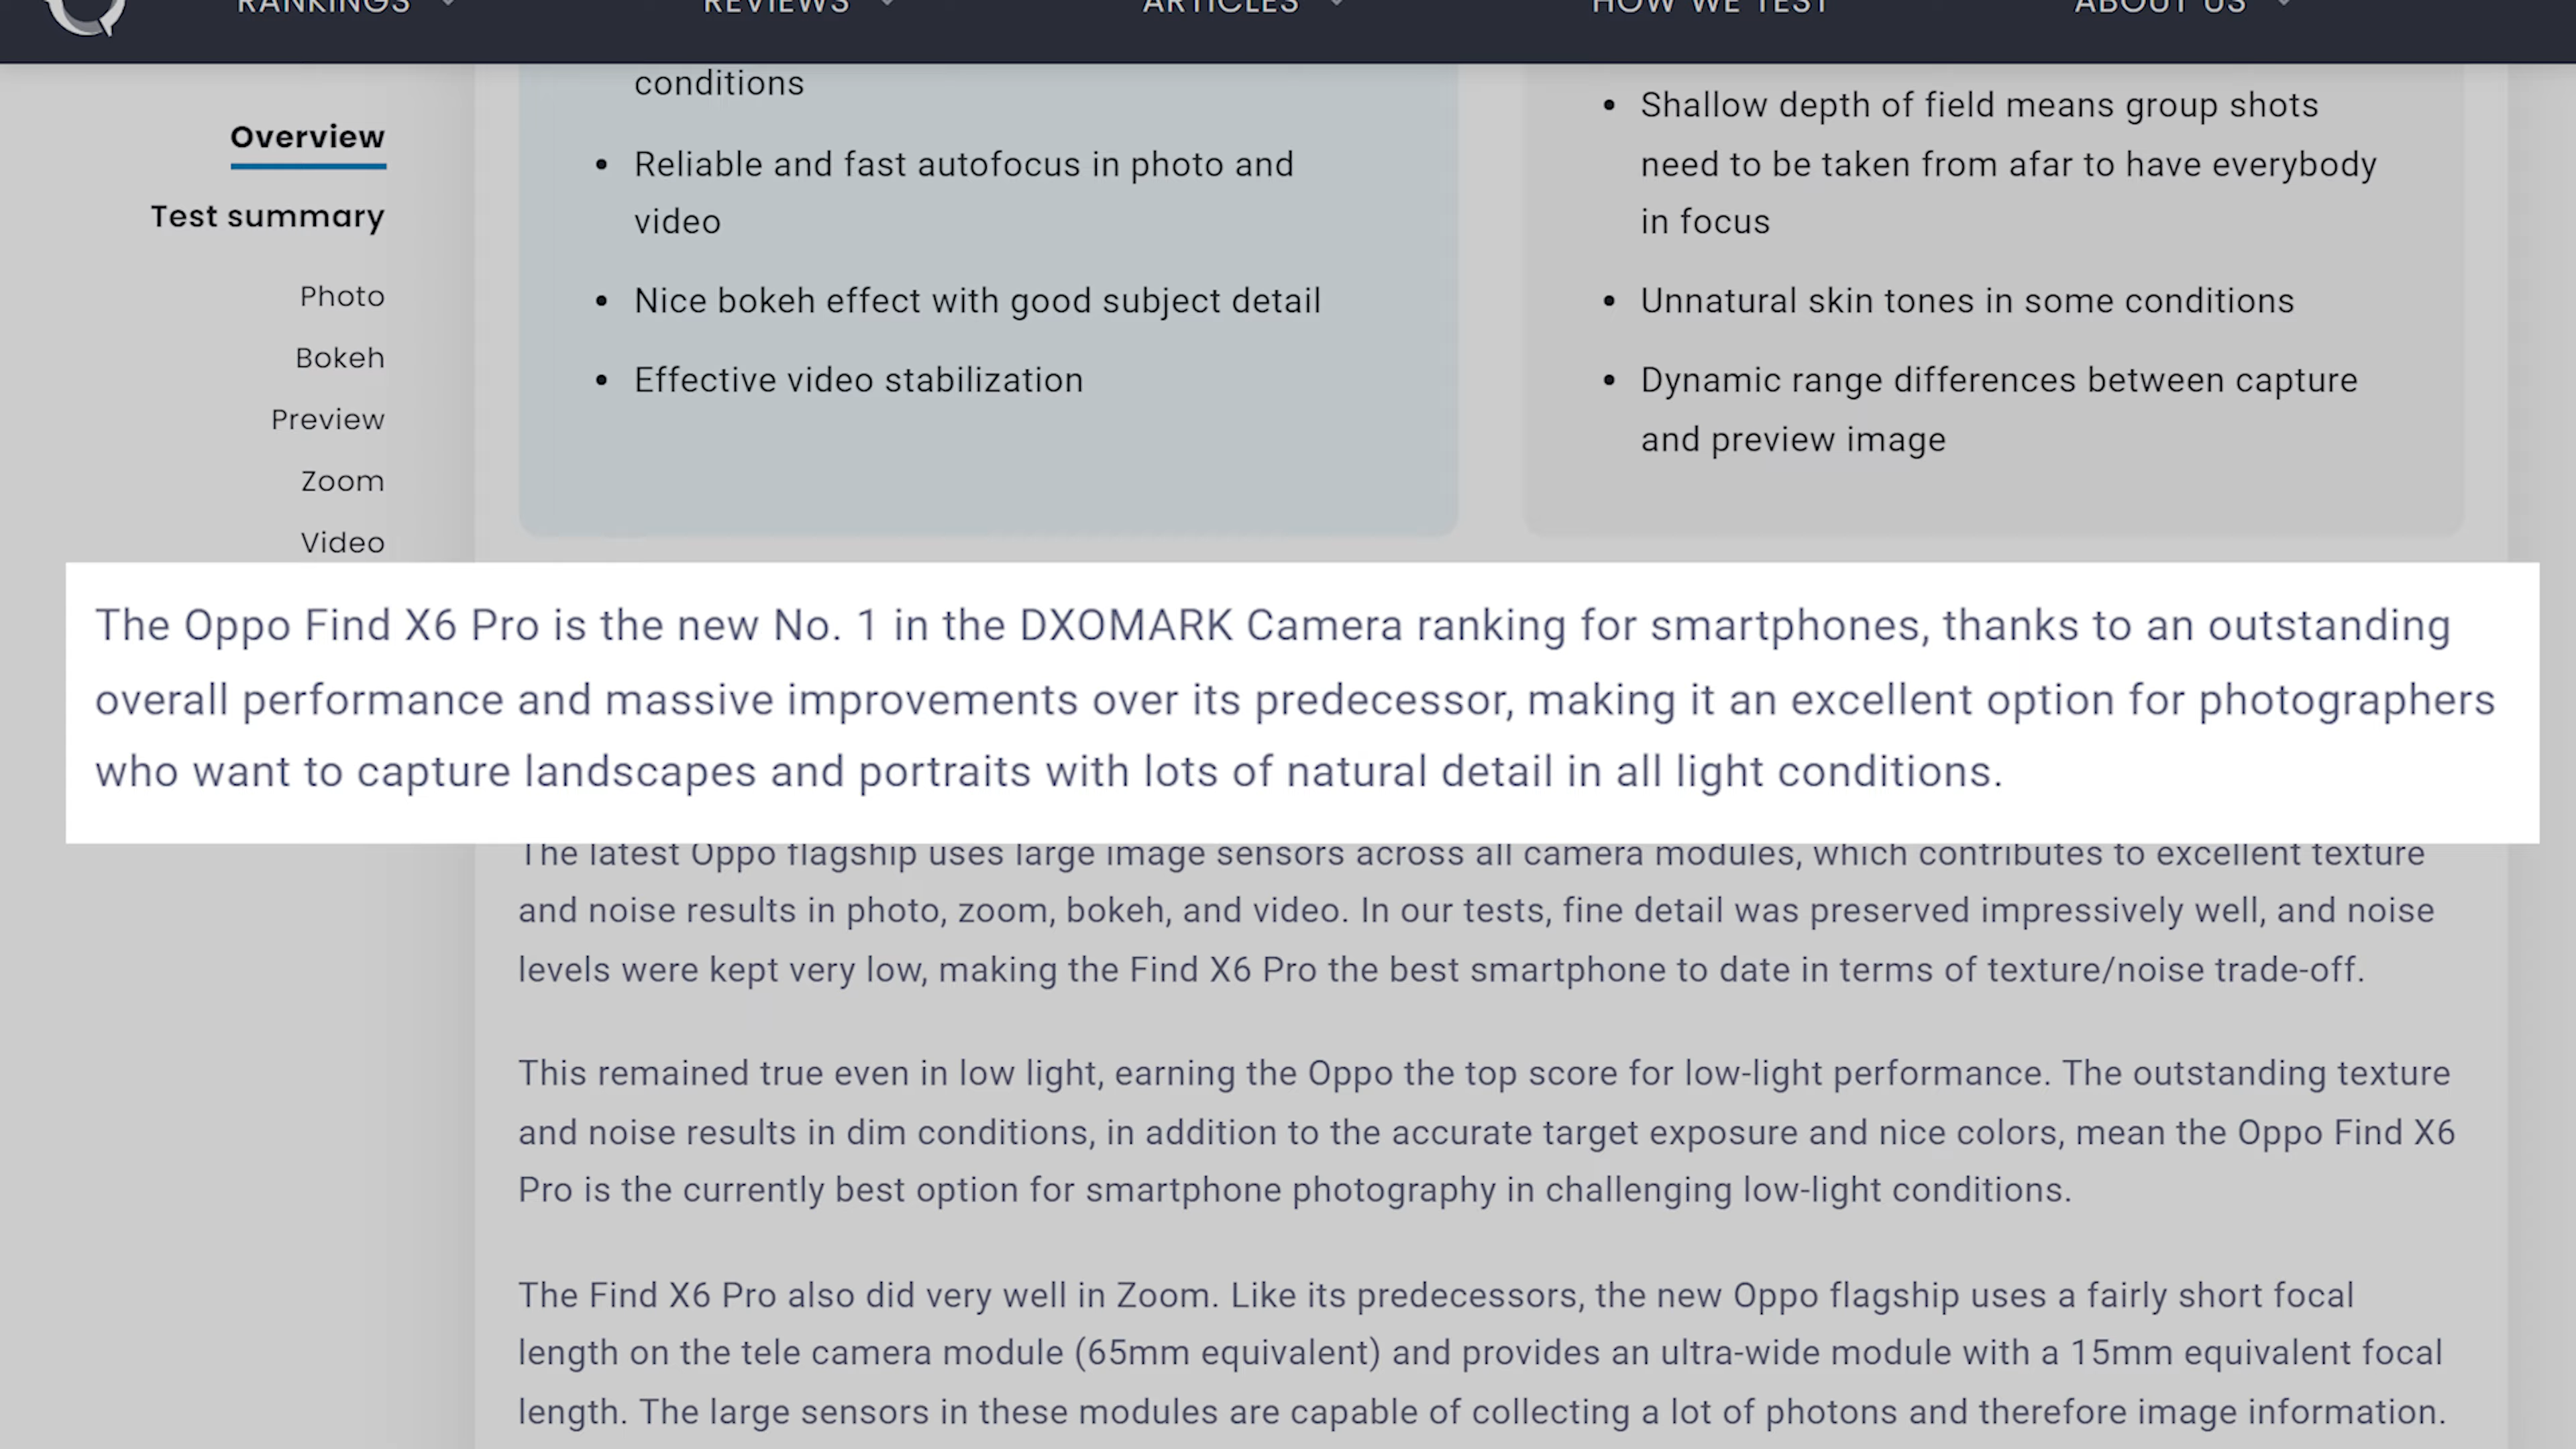 RANKINGS
REVIEWS
ARTICLES
HOW WE TEST
ABOUT US
Overview
Test summary
Photo
Bokeh
Preview
Zoom
Video
conditions
• Reliable and fast autofocus in photo and
video
• Nice bokeh effect with good subject detail
• Effective video stabilization
• Shallow depth of field means group shots
need to be taken from afar to have everybody
in focus
• Unnatural skin tones in some conditions
• Dynamic range differences between capture
and preview image
The Oppo Find X6 Pro is the new No. 1 in the DXOMARK Camera ranking for smartphones, thanks to an outstanding
overall performance and massive improvements over its predecessor, making it an excellent option for photographers
who want to capture landscapes and portraits with lots of natural detail in all light conditions.
The latest Oppo flagship uses large image sensors across all camera modules, which contributes to excellent texture
and noise results in photo, zoom, bokeh, and video. In our tests, fine detail was preserved impressively well, and noise
levels were kept very low, making the Find X6 Pro the best smartphone to date in terms of texture/noise trade-off.
This remained true even in low light, earning the Oppo the top score for low-light performance. The outstanding texture
and noise results in dim conditions, in addition to the accurate target exposure and nice colors, mean the Oppo Find X6
Pro is the currently best option for smartphone photography in challenging low-light conditions.
The Find X6 Pro also did very well in Zoom. Like its predecessors, the new Oppo flagship uses a fairly short focal
length on the tele camera module (65mm equivalent) and provides an ultra-wide module with a 15mm equivalent focal
length. The large sensors in these modules are capable of collecting a lot of photons and therefore image information.